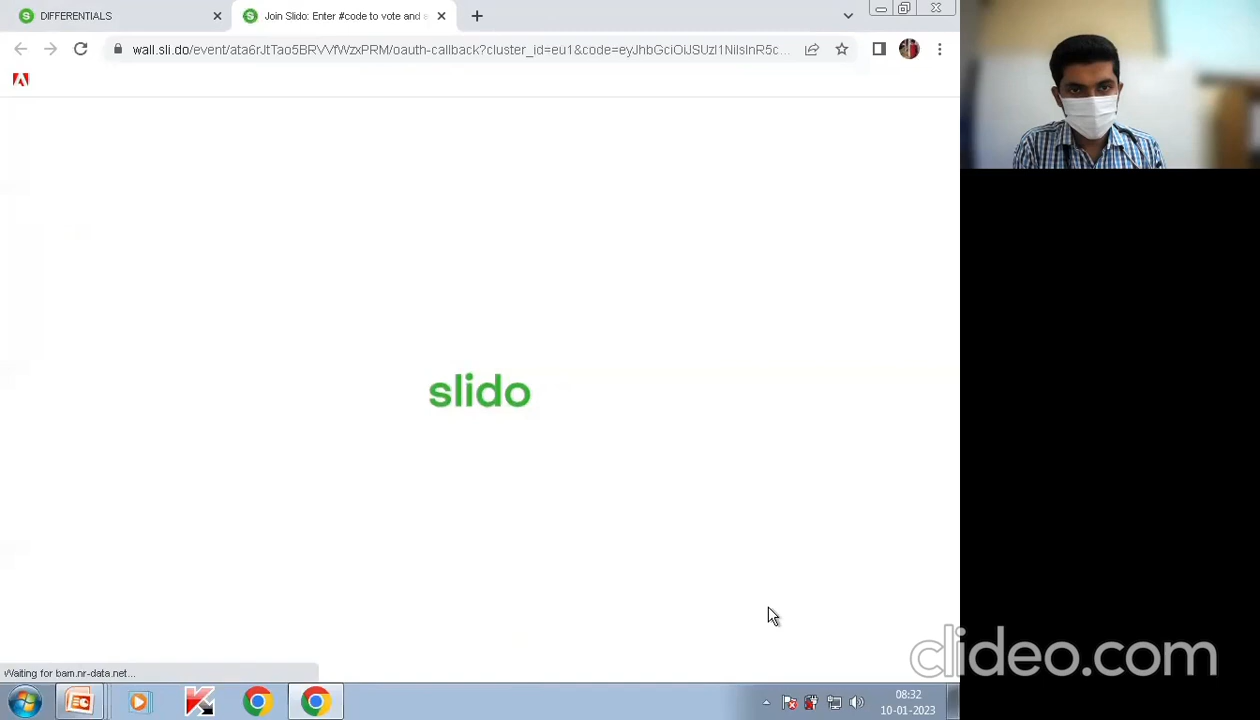 DIFFERENTIALS
Join Slido: Enter #code to vote and s
wall.sli.do/event/ata6rJtTao5BRVVfWzxPRM/oauth-callback?cluster_id=eu1&code=eyJhbGciOiJSUzI1NiIsInR5c...
slido
Waiting for bam.nr-data.net...
08:32
10-01-2023
clideo.com